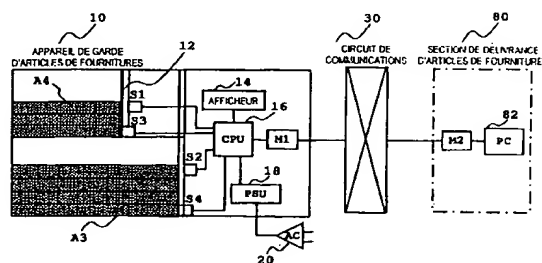 10
APPAREIL DE GARDE
D'ARTICLES DE FOURNITURES
12
A4
S1
S3
S2
S4
A3
14
AFFICHEUR
16
CPU
M1
18
PSU
AC
20
30
CIRCUIT DE
COMMUNICATIONS
80
SECTION DE DÉLIVRANCE
D'ARTICLES DE FOURNITURE
82
M2
PC